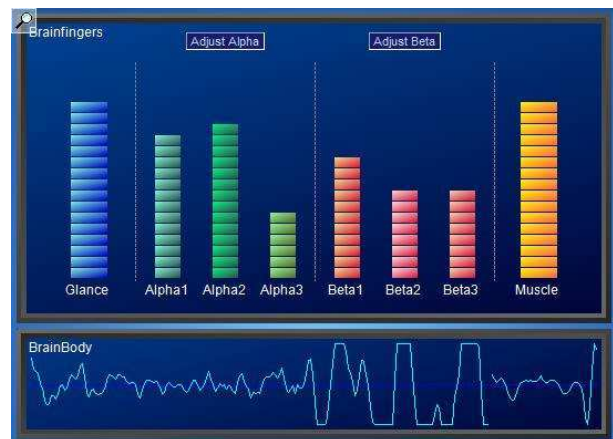 Brainfingers
Adjust Alpha Adjust Beta
Glance Alpha1 Alpha2 Alpha3 Beta1 Beta2 Beta3 Muscle
BrainBody